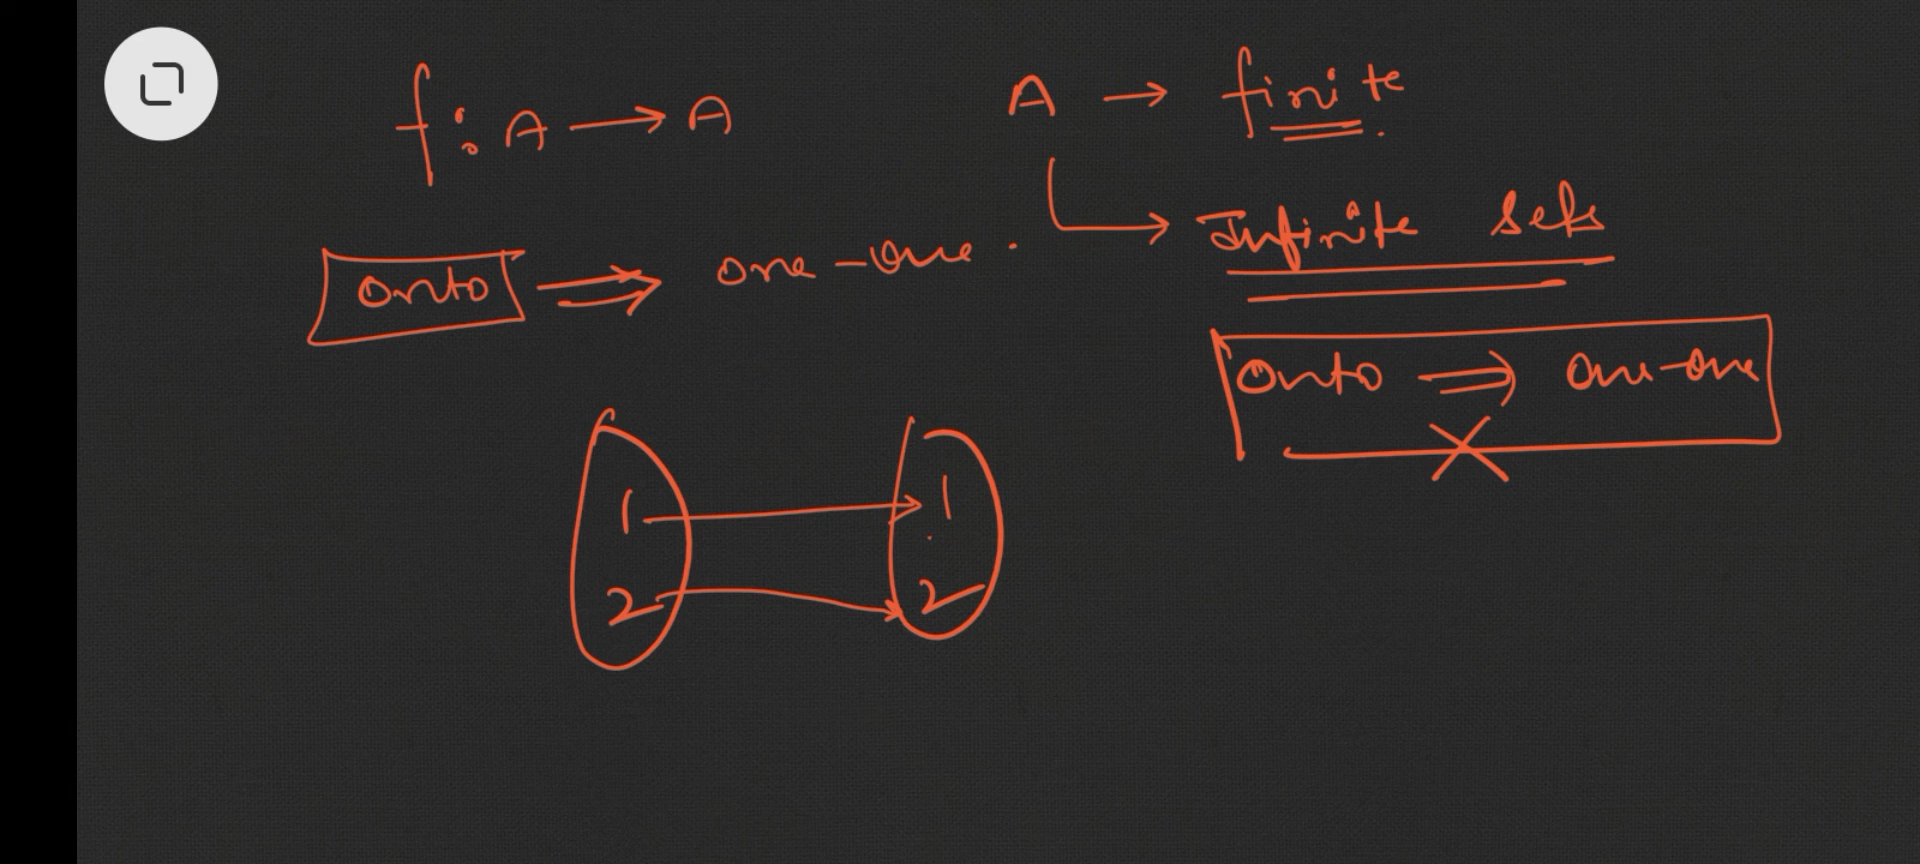 f : A → A
A → finite.
↳ Infinite sets
onto ⇒ one-one.
onto ⇒ one-one
1 → 1
2 → 2